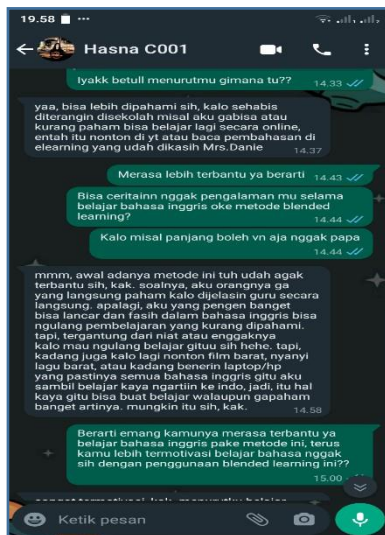 19.58
Hasna C001
Iyakk betull menurutmu gimana tu??
14.33
yaa, bisa lebih dipahami sih, kalo sehabis
diterangin disekolah misal aku gabisa atau
kurang paham bisa belajar lagi secara online,
entah itu nonton di yt atau baca pembahasan di
elearning yang udah dikasih Mrs.Danie
14.37
Merasa lebih terbantu ya berarti
14.43
Bisa ceritainn nggak pengalaman mu selama
belajar bahasa inggris oke metode blended
learning?
14.44
Kalo misal panjang boleh vn aja nggak papa
14.44
mmm, awal adanya metode ini tuh udah agak
terbantu sih, kak. soalnya, aku orangnya ga
yang langsung paham kalo dijelasin guru secara
langsung. apalagi, aku yang pengen banget
bisa lancar dan fasih dalam bahasa inggris bisa
ngulang pembelajaran yang kurang dipahami.
tapi, tergantung dari niat atau enggaknya
kalo mau ngulang belajar gituu sih hehe. tapi,
kadang juga kalo lagi nonton film barat, nyanyi
lagu barat, atau kadang benerin laptop/hp
yang pastinya semua bahasa inggris gitu aku
sambil belajar kaya ngartiin ke indo, jadi, itu hal
kaya gitu bisa buat belajar walaupun gapaham
banget artinya. mungkin itu sih, kak.
14.58
Berarti emang kamunya merasa terbantu ya
belajar bahasa inggris pake metode ini, terus
kamu lebih termotivasi belajar bahasa nggak
sih dengan penggunaan blended learning ini??
15.00
Ketik pesan